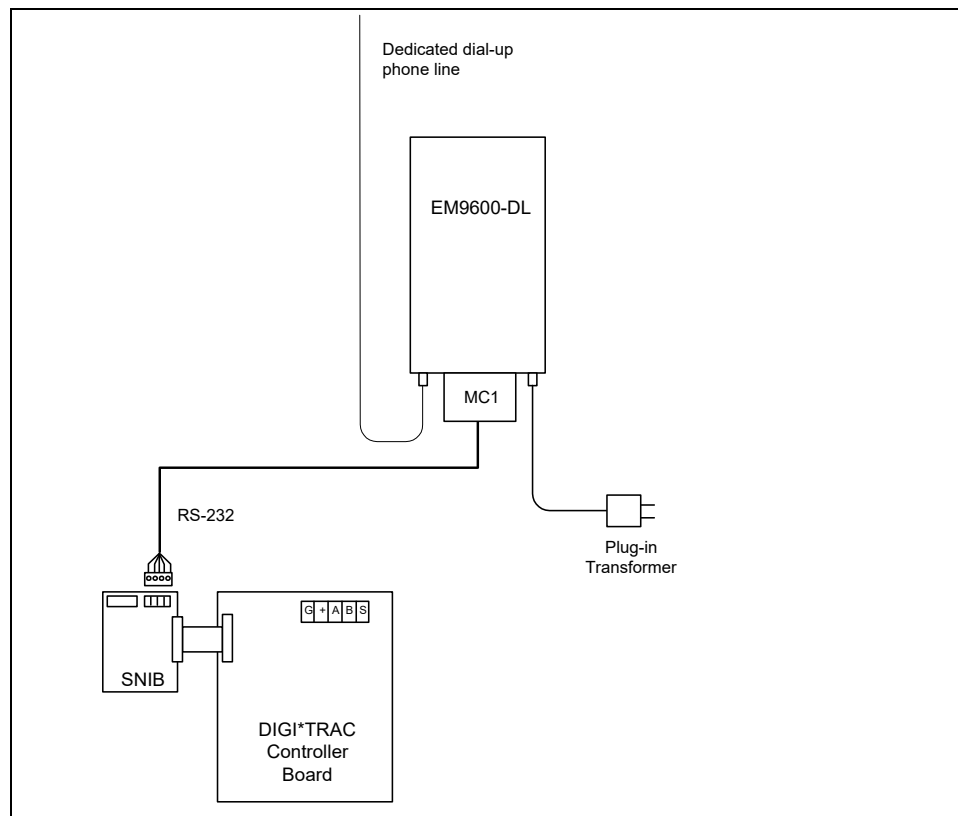 Dedicated dial-up
phone line
EM9600-DL
MC1
RS-232
Plug-in
Transformer
G + A B S
SNIB
DIGI*TRAC
Controller
Board